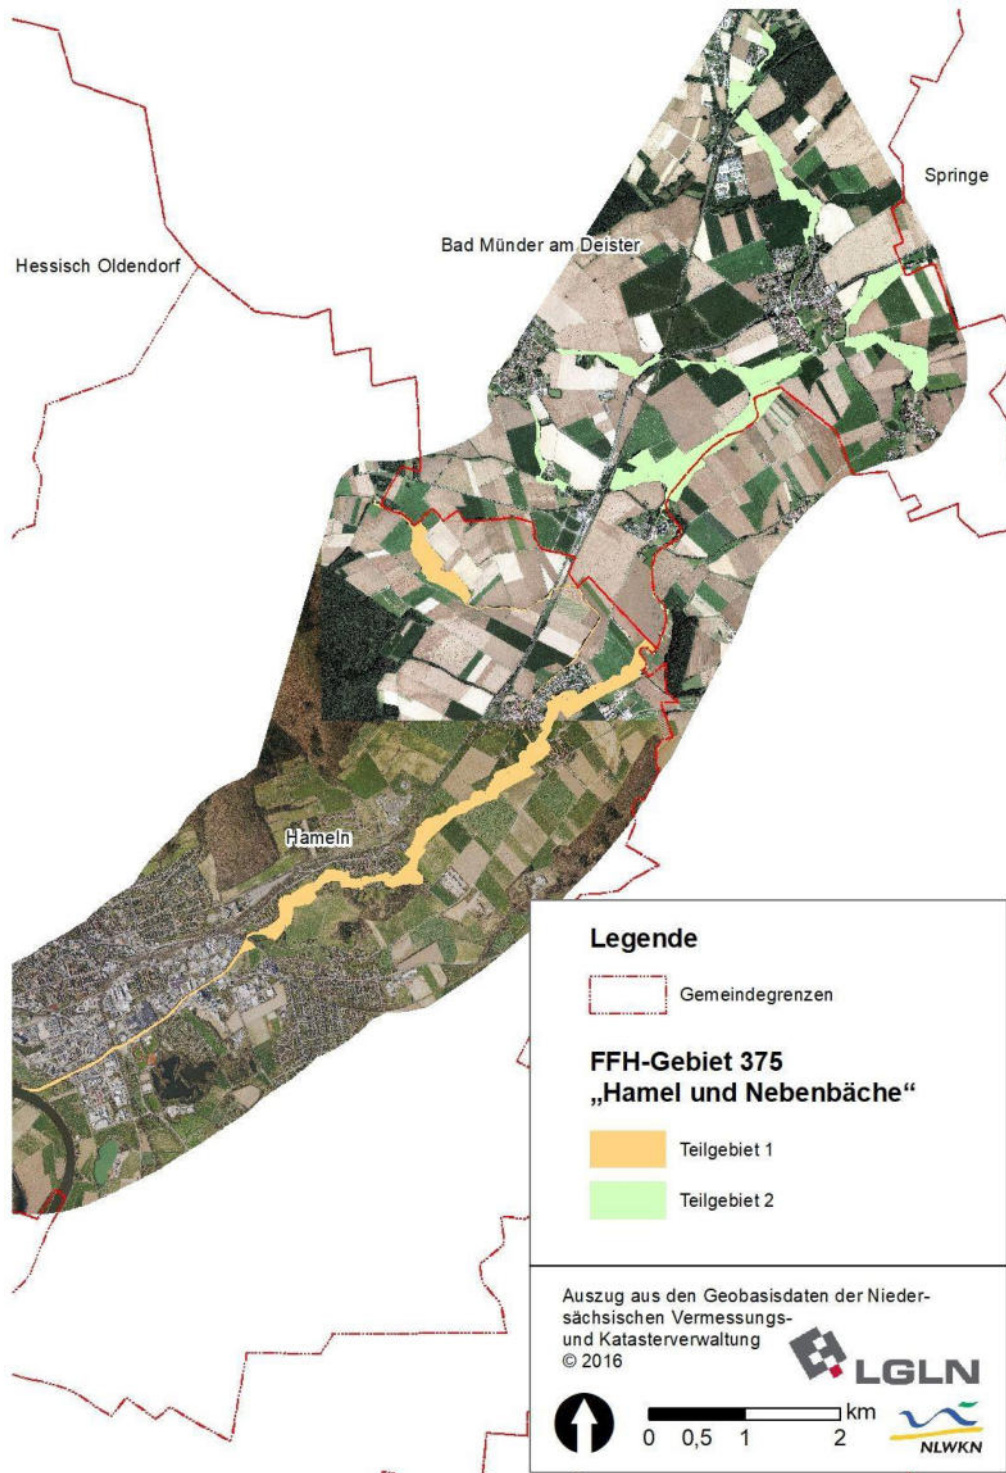 Springe
Bad Münder am Deister
Hessisch Oldendorf
Hameln
Legende
Gemeindegrenzen
FFH-Gebiet 375
„Hamel und Nebenbäche“
Teilgebiet 1
Teilgebiet 2
Auszug aus den Geobasisdaten der Nieder-
sächsischen Vermessungs-
und Katasterverwaltung
© 2016
LGLN
km
0 0,5 1 2
NLWKN